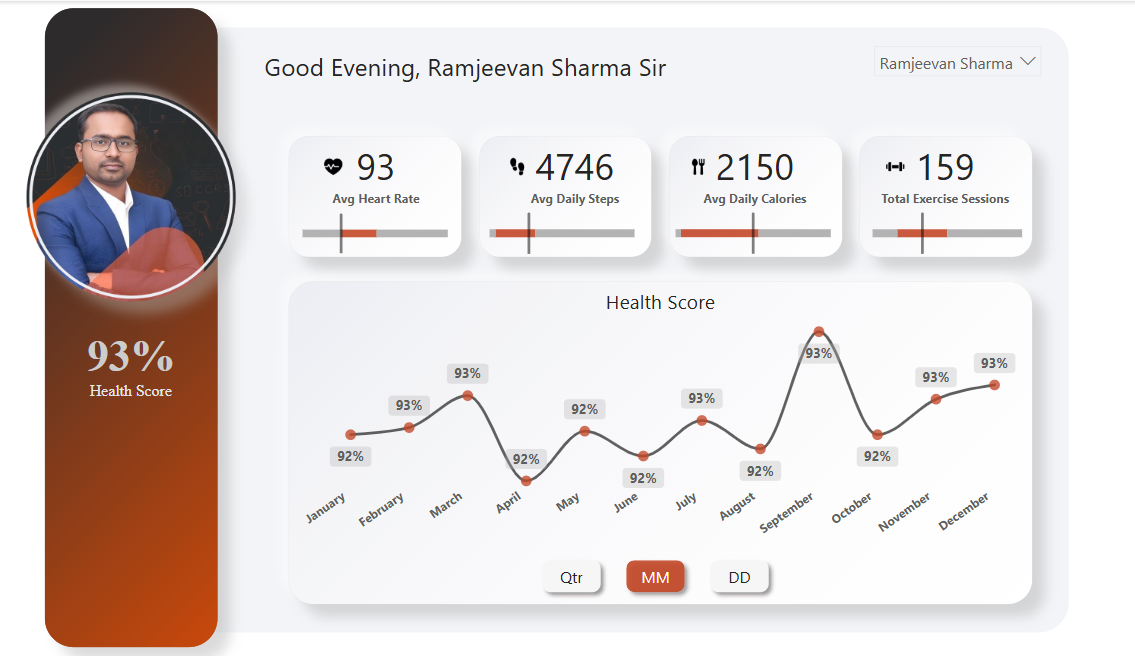 Good Evening, Ramjeevan Sharma Sir
Ramjeevan Sharma
93
Avg Heart Rate
4746
Avg Daily Steps
2150
Avg Daily Calories
159
Total Exercise Sessions
93%
Health Score
Health Score
92%
93%
93%
92%
92%
92%
93%
92%
93%
92%
93%
93%
January
February
March
April
May
June
July
August
September
October
November
December
Qtr
MM
DD